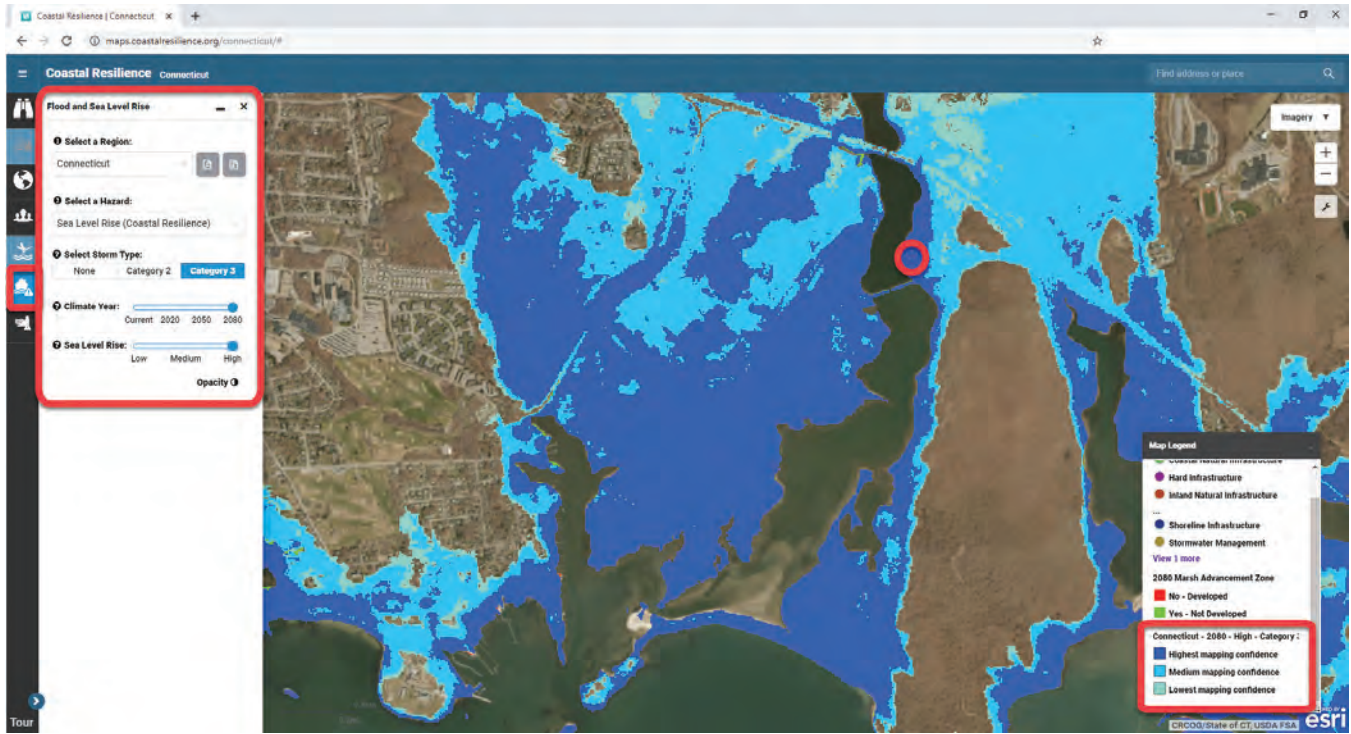 Coastal Resilience | Connecticut
maps.coastalresilience.org/connecticut/#
Coastal Resilience Connecticut
Find address or place
Flood and Sea Level Rise
Select a Region:
Connecticut
Select a Hazard:
Sea Level Rise (Coastal Resilience)
Select Storm Type:
None Category 2 Category 3
Climate Year:
Current 2020 2050 2080
Sea Level Rise:
Low Medium High
Opacity
Tour
Imagery
Map Legend
Coastal Natural Infrastructure
Hard Infrastructure
Inland Natural Infrastructure
...
Shoreline Infrastructure
Stormwater Management
View 1 more
2080 Marsh Advancement Zone
No - Developed
Yes - Not Developed
Connecticut - 2080 - High - Category
Highest mapping confidence
Medium mapping confidence
Lowest mapping confidence
CRCOG/State of CT, USDA FSA
esri